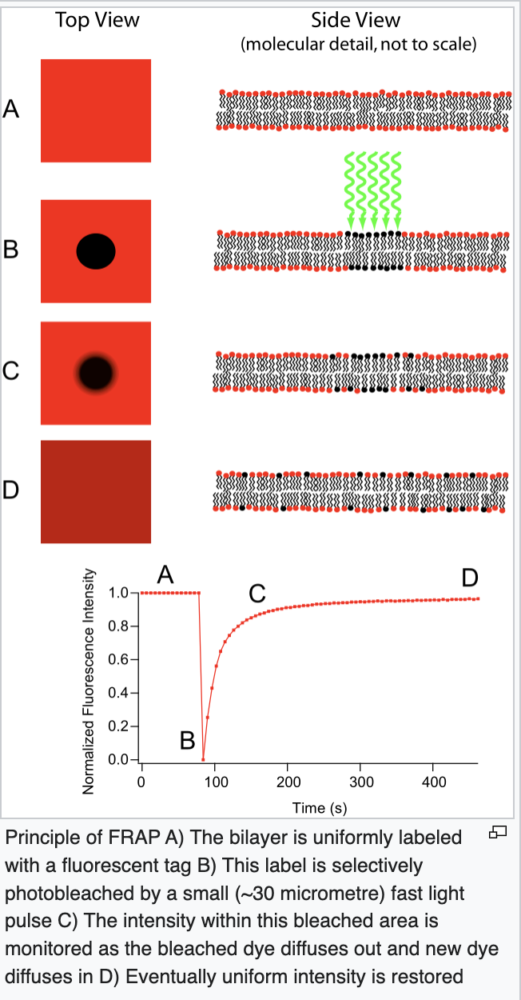 Top View
Side View
(molecular detail, not to scale)
A
B
C
D
A
C
D
B
Normalized Fluorescence Intensity
1.0
0.8
0.6
0.4
0.2
0.0
0
100
200
300
400
Time (s)
Principle of FRAP A) The bilayer is uniformly labeled
with a fluorescent tag B) This label is selectively
photobleached by a small (~30 micrometre) fast light
pulse C) The intensity within this bleached area is
monitored as the bleached dye diffuses out and new dye
diffuses in D) Eventually uniform intensity is restored